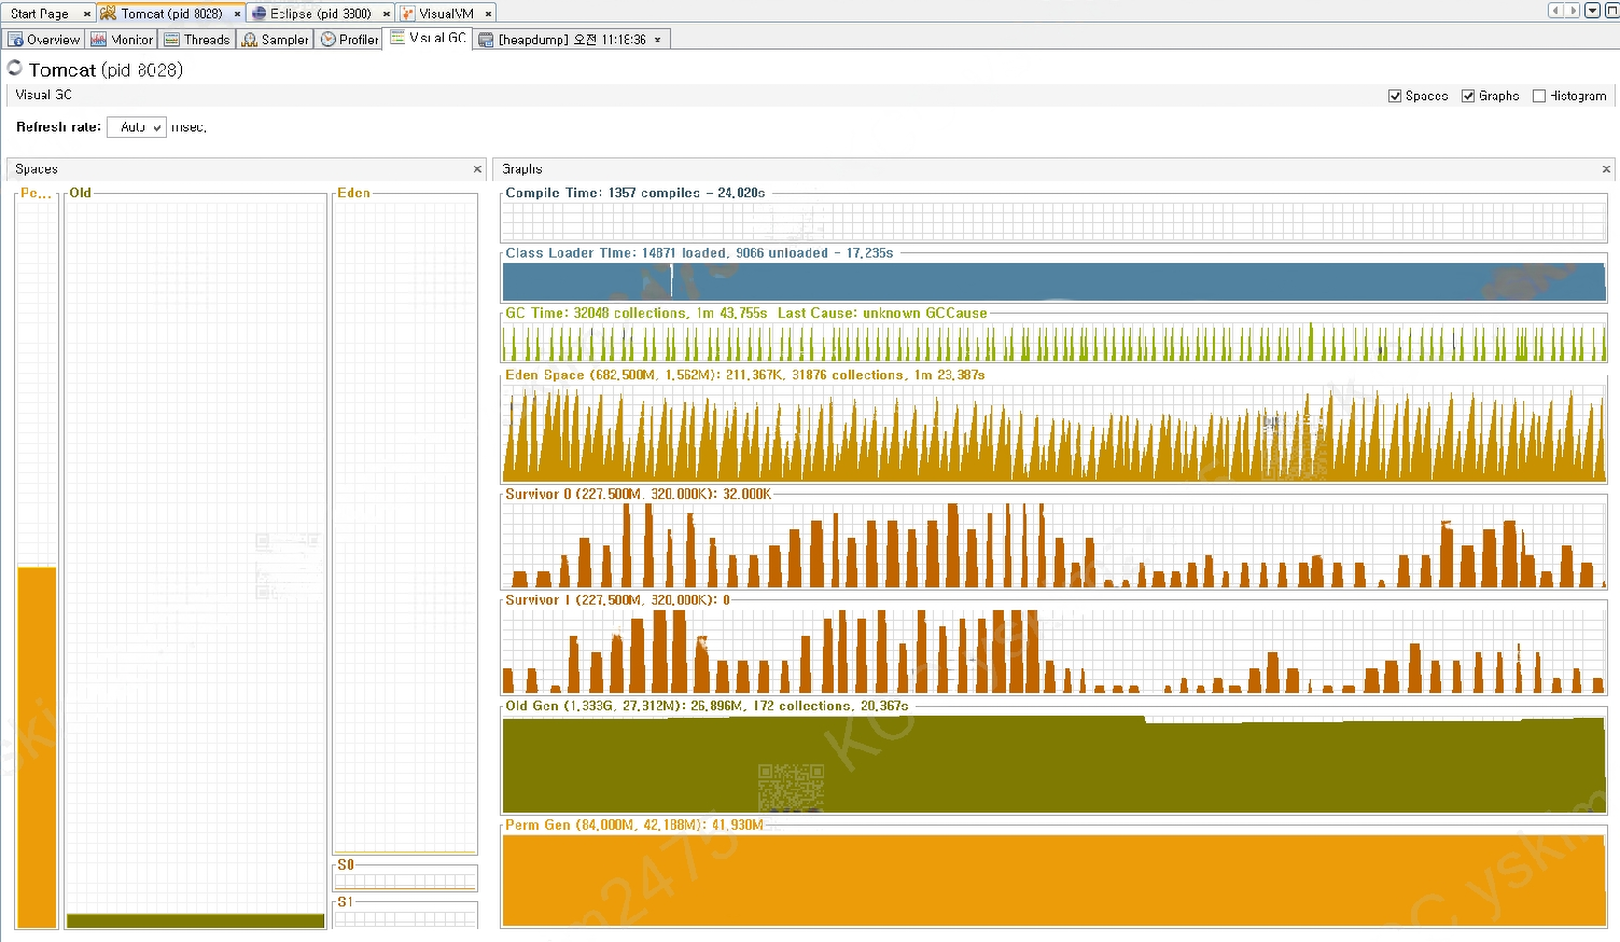 Start Page × Tomcat (pid 8028) × Eclipse (pid 3300) × VisualVM ×
Overview Monitor Threads Sampler Profiler Visual GC [heapdump] 오전 11:18:36 ×
Tomcat (pid 8028)
Visual GC Spaces Graphs Histogram
Refresh rate: Auto msec,
Spaces × Graphs ×
Pe... Old Eden
Compile Time: 1357 compiles - 24,020s
Class Loader Time: 14871 loaded, 9066 unloaded - 17,235s
GC Time: 32048 collections, 1m 43,755s Last Cause: unknown GCCause
Eden Space (682,500M, 1,562M): 211,367K, 31876 collections, 1m 23,387s
Survivor 0 (227,500M, 320,000K): 32,000K
Survivor 1 (227,500M, 320,000K): 0
Old Gen (1,333G, 27,312M): 26,896M, 172 collections, 20,367s
Perm Gen (84,000M, 42,188M): 41,930M
S0
S1